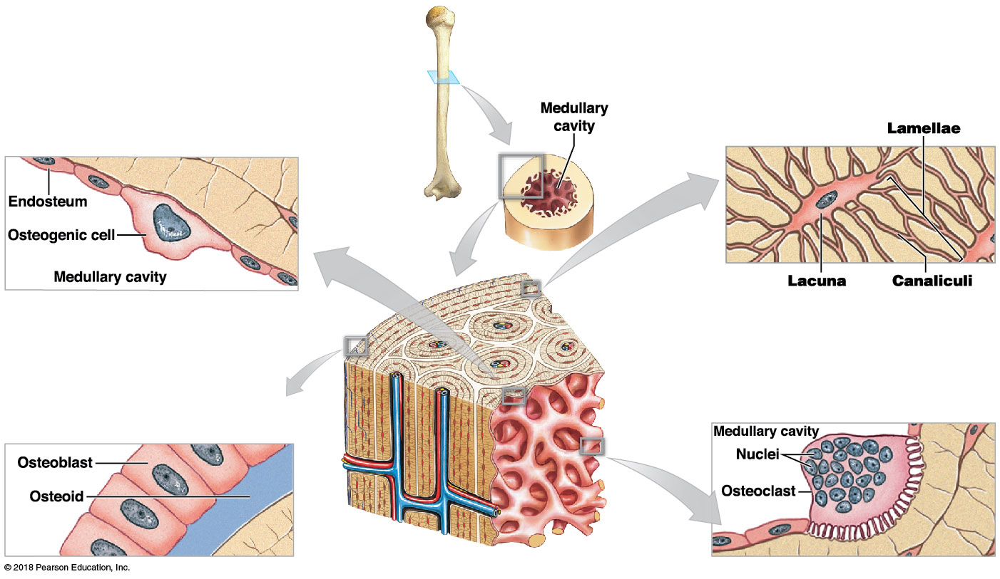 Medullary
cavity
Lamellae
Lacuna
Canaliculi
Endosteum
Osteogenic cell
Medullary cavity
Osteoblast
Osteoid
Medullary cavity
Nuclei
Osteoclast
© 2018 Pearson Education, Inc.